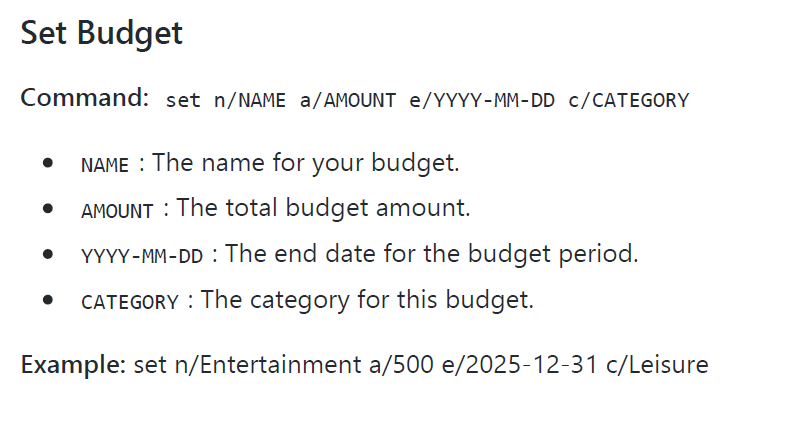 Set Budget
Command: set n/NAME a/AMOUNT e/YYYY-MM-DD c/CATEGORY
• NAME : The name for your budget.
• AMOUNT : The total budget amount.
• YYYY-MM-DD : The end date for the budget period.
• CATEGORY : The category for this budget.
Example: set n/Entertainment a/500 e/2025-12-31 c/Leisure